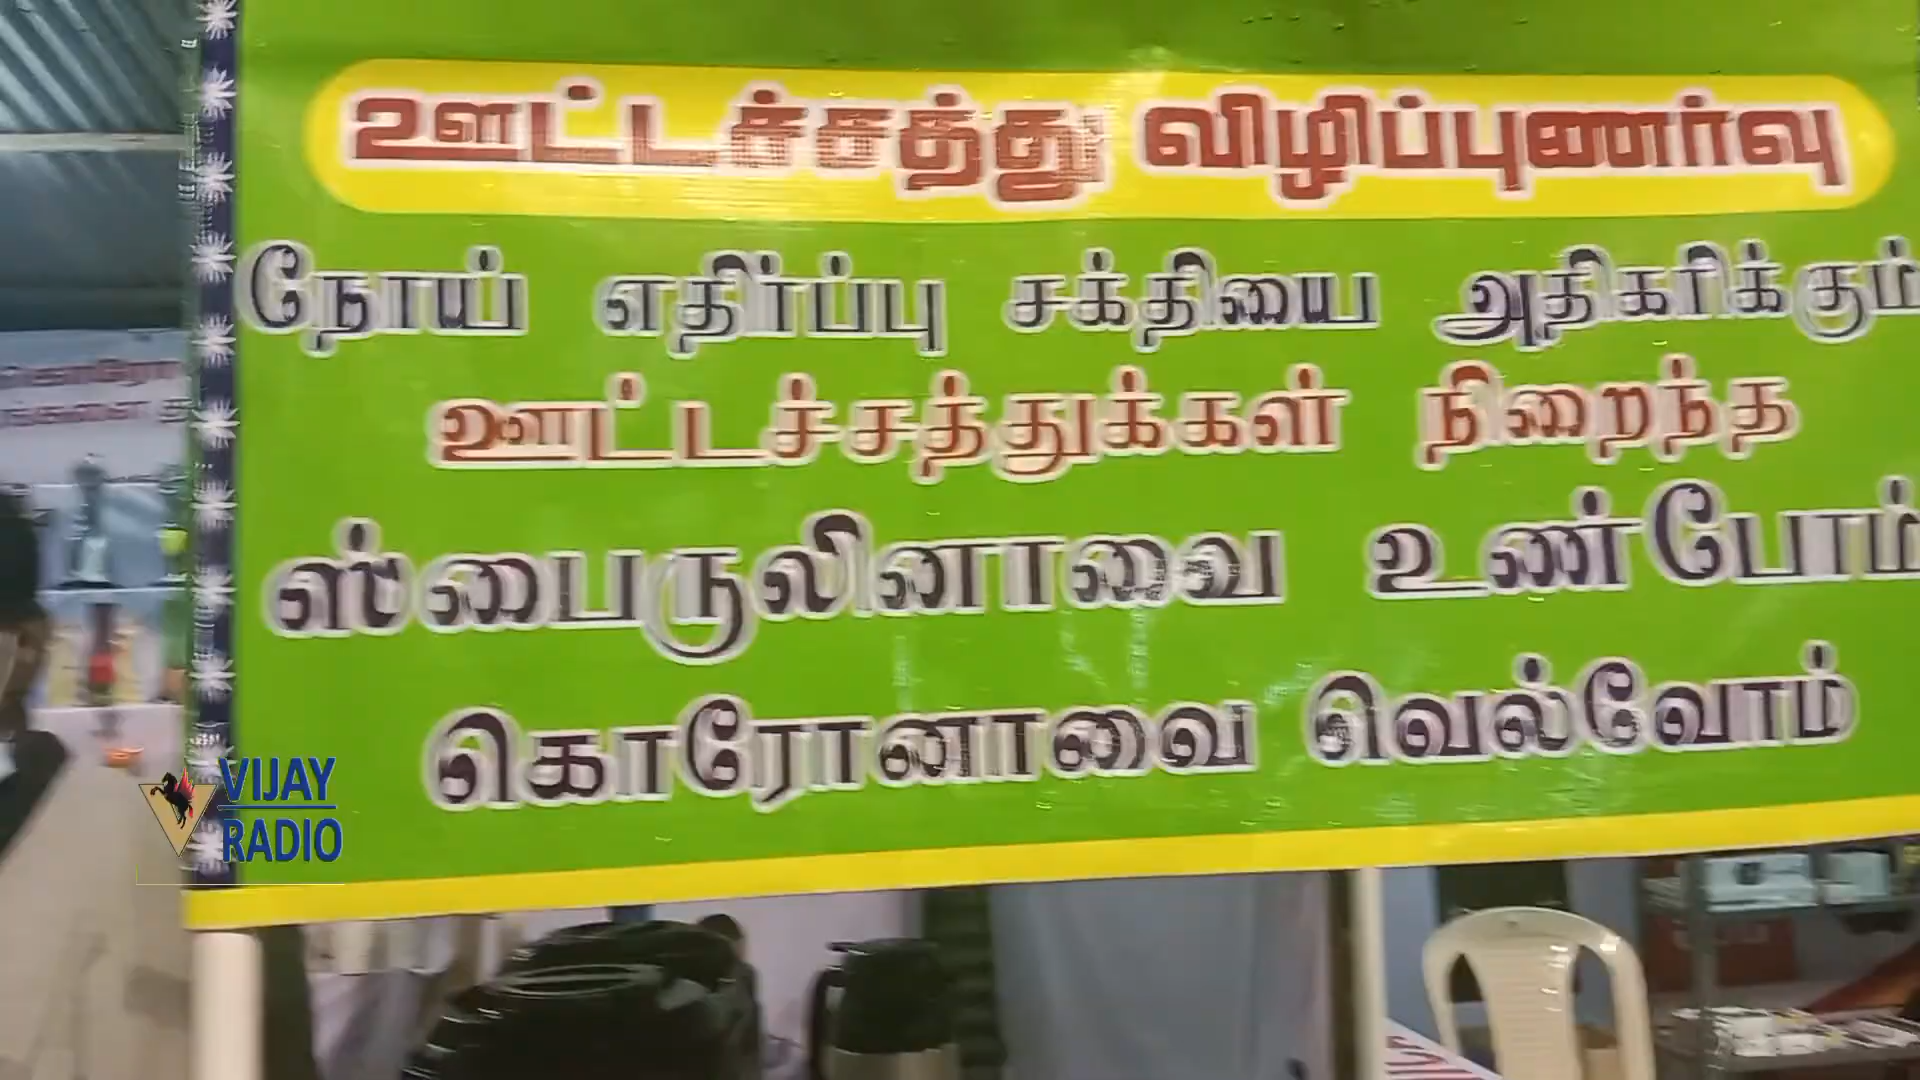 ஊட்டச்சத்து விழிப்புணர்வு
நோய் எதிர்ப்பு சக்தியை அதிகரிக்கும்
ஊட்டச்சத்துக்கள் நிறைந்த
ஸ்பைருலினாவை உண்போம்
கொரோனாவை வெல்வோம்
VIJAY
RADIO